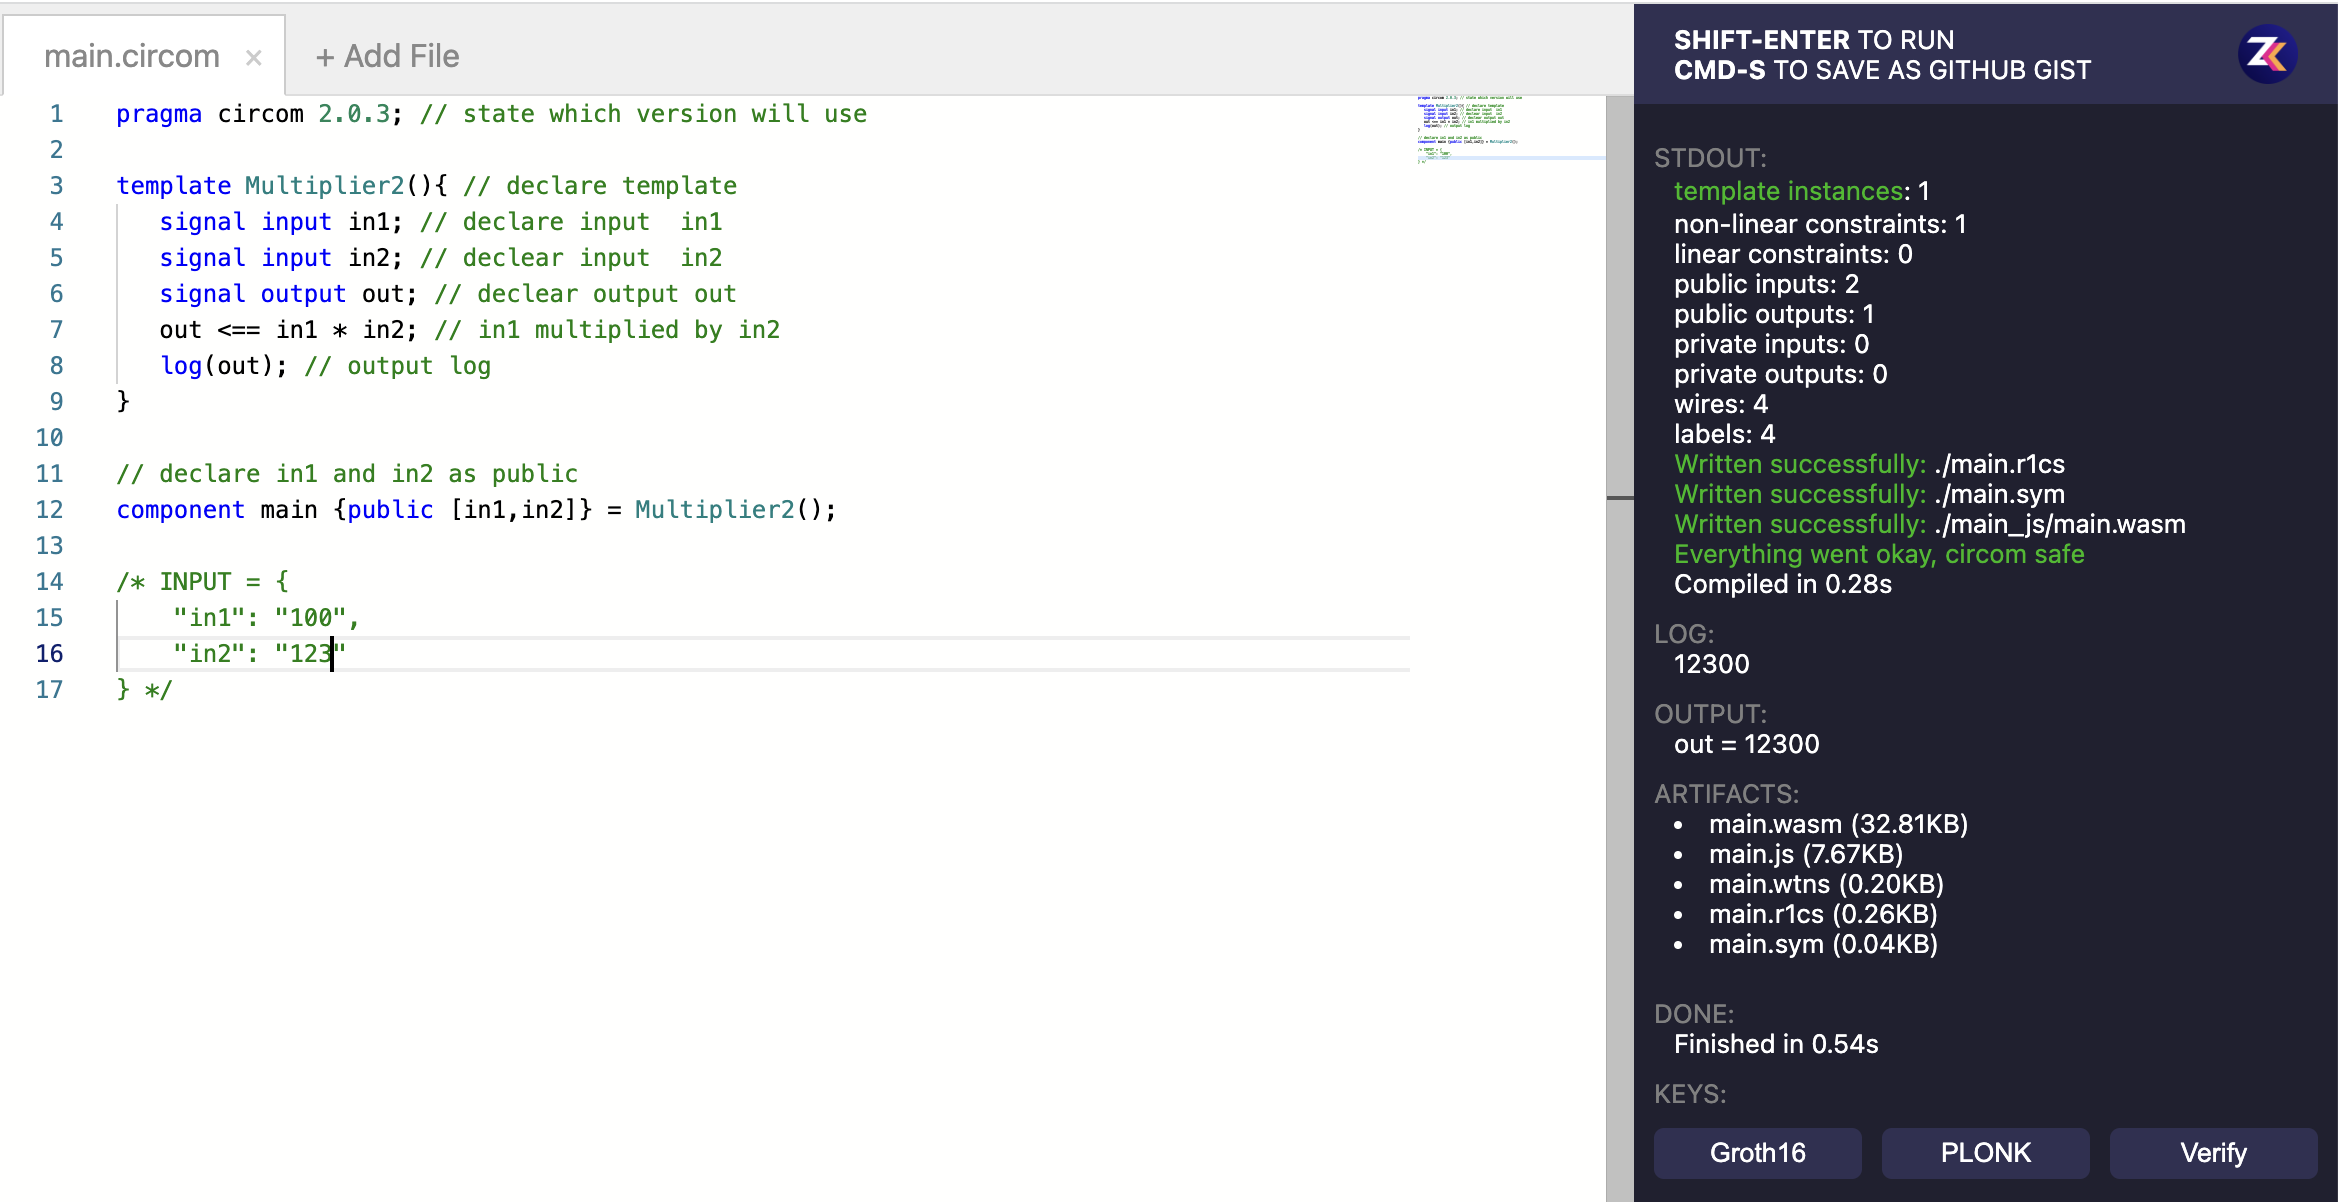 main.circom ×
+ Add File
1 pragma circom 2.0.3; // state which version will use
2
3 template Multiplier2(){ // declare template
4 signal input in1; // declare input  in1
5 signal input in2; // declear input  in2
6 signal output out; // declear output out
7 out <== in1 * in2; // in1 multiplied by in2
8 log(out); // output log
9 }
10
11 // declare in1 and in2 as public
12 component main {public [in1,in2]} = Multiplier2();
13
14 /* INPUT = {
15 "in1": "100",
16 "in2": "123"
17 } */
SHIFT-ENTER TO RUN
CMD-S TO SAVE AS GITHUB GIST
ZK
STDOUT:
template instances: 1
non-linear constraints: 1
linear constraints: 0
public inputs: 2
public outputs: 1
private inputs: 0
private outputs: 0
wires: 4
labels: 4
Written successfully: ./main.r1cs
Written successfully: ./main.sym
Written successfully: ./main_js/main.wasm
Everything went okay, circom safe
Compiled in 0.28s
LOG:
12300
OUTPUT:
out = 12300
ARTIFACTS:
• main.wasm (32.81KB)
• main.js (7.67KB)
• main.wtns (0.20KB)
• main.r1cs (0.26KB)
• main.sym (0.04KB)
DONE:
Finished in 0.54s
KEYS:
Groth16 PLONK Verify